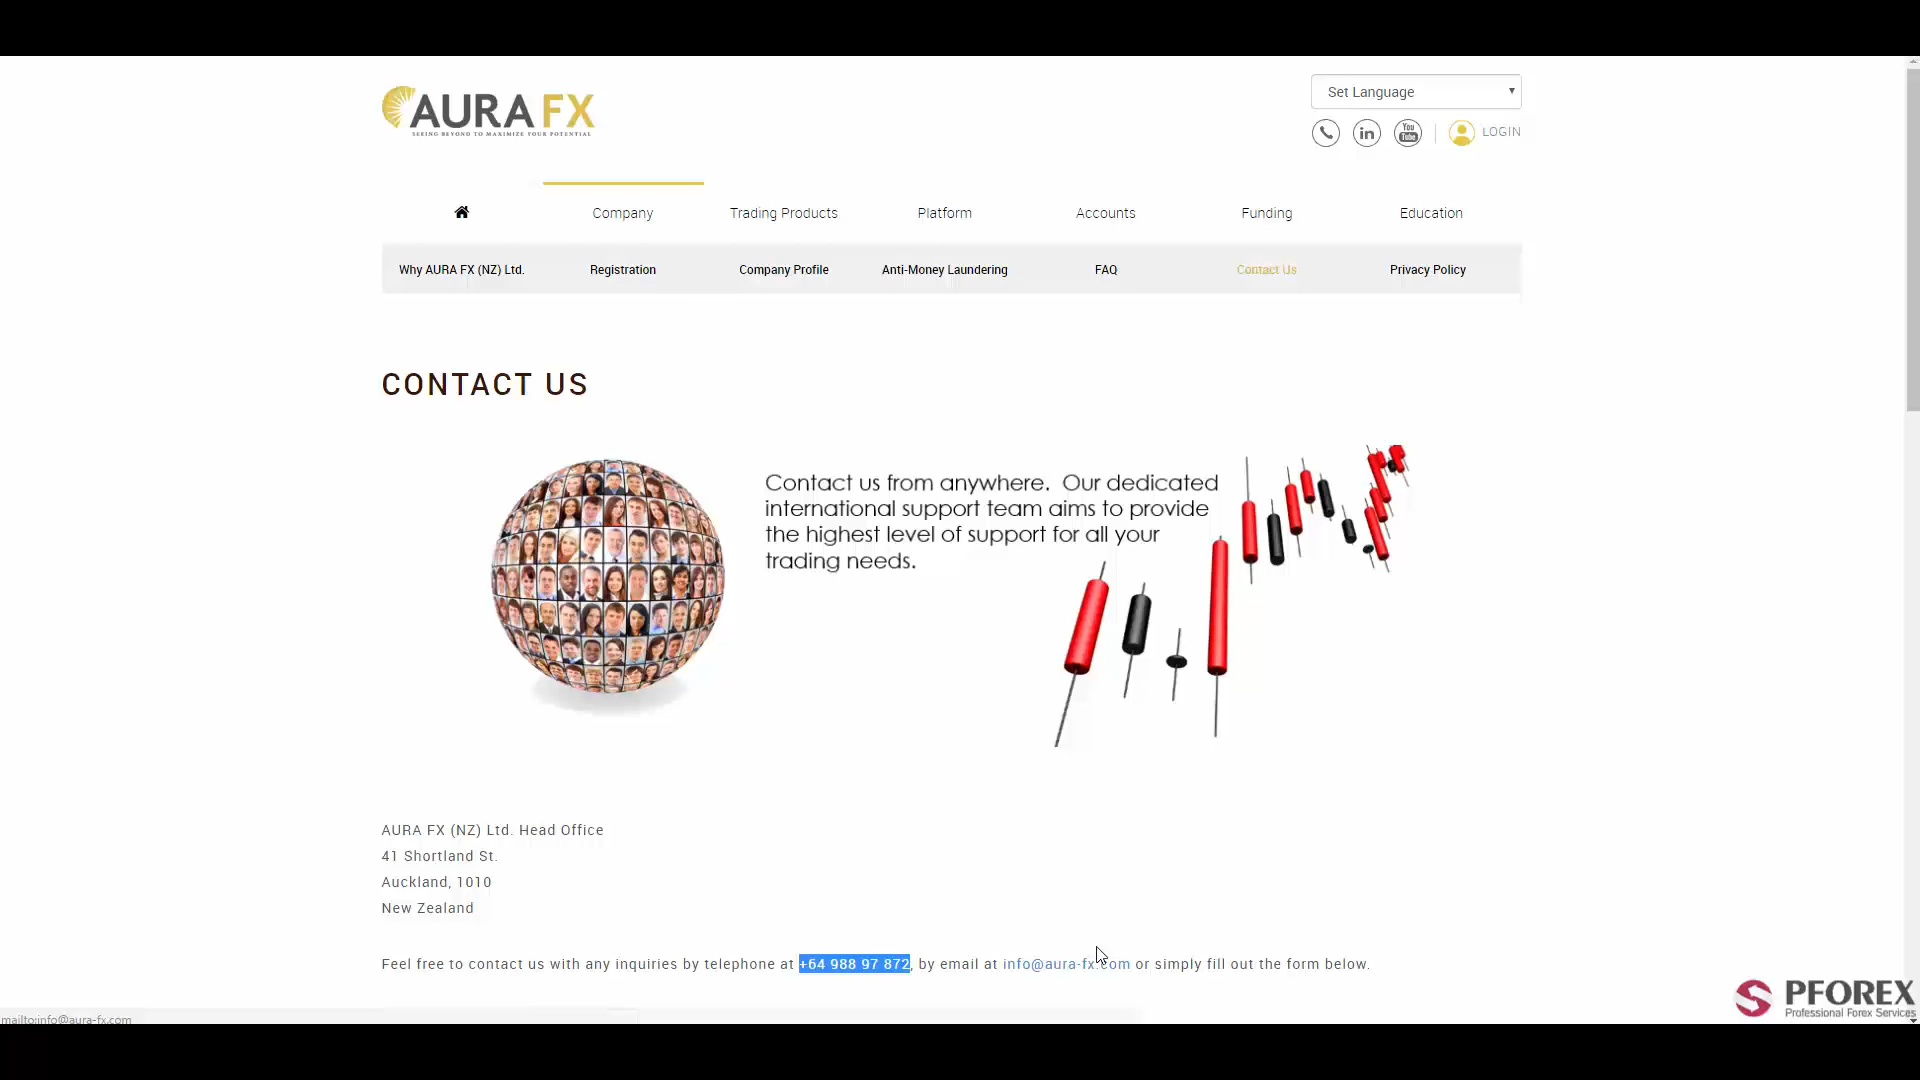 AURA FX
SEEING BEYOND TO MAXIMIZE YOUR POTENTIAL
Set Language
You
Tube
LOGIN
Company
Trading Products
Platform
Accounts
Funding
Education
Why AURA FX (NZ) Ltd.
Registration
Company Profile
Anti-Money Laundering
FAQ
Contact Us
Privacy Policy
CONTACT US
Contact us from anywhere. Our dedicated
international support team aims to provide
the highest level of support for all your
trading needs.
AURA FX (NZ) Ltd. Head Office
41 Shortland St.
Auckland, 1010
New Zealand
Feel free to contact us with any inquiries by telephone at +64 988 97 872, by email at info@aura-fx.com or simply fill out the form below.
mailto:info@aura-fx.com
PFOREX
Professional Forex Services